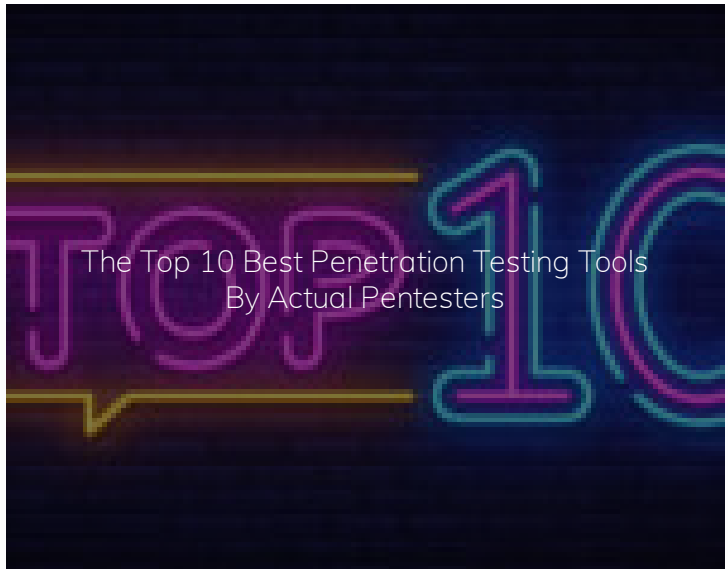 TOP 10
The Top 10 Best Penetration Testing Tools
By Actual Pentesters